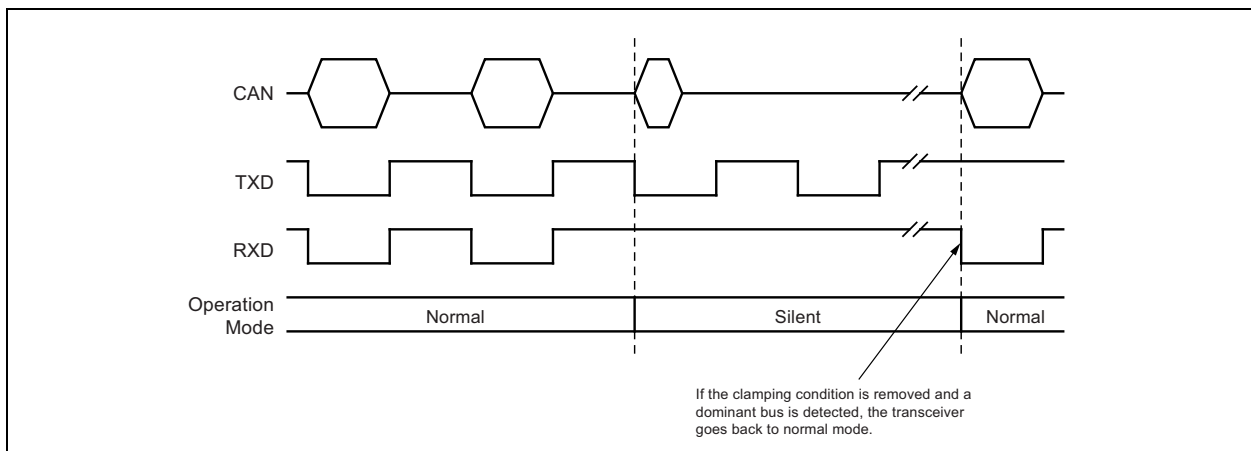 CAN
TXD
RXD
Operation
Mode
Normal
Silent
Normal
If the clamping condition is removed and a
dominant bus is detected, the transceiver
goes back to normal mode.